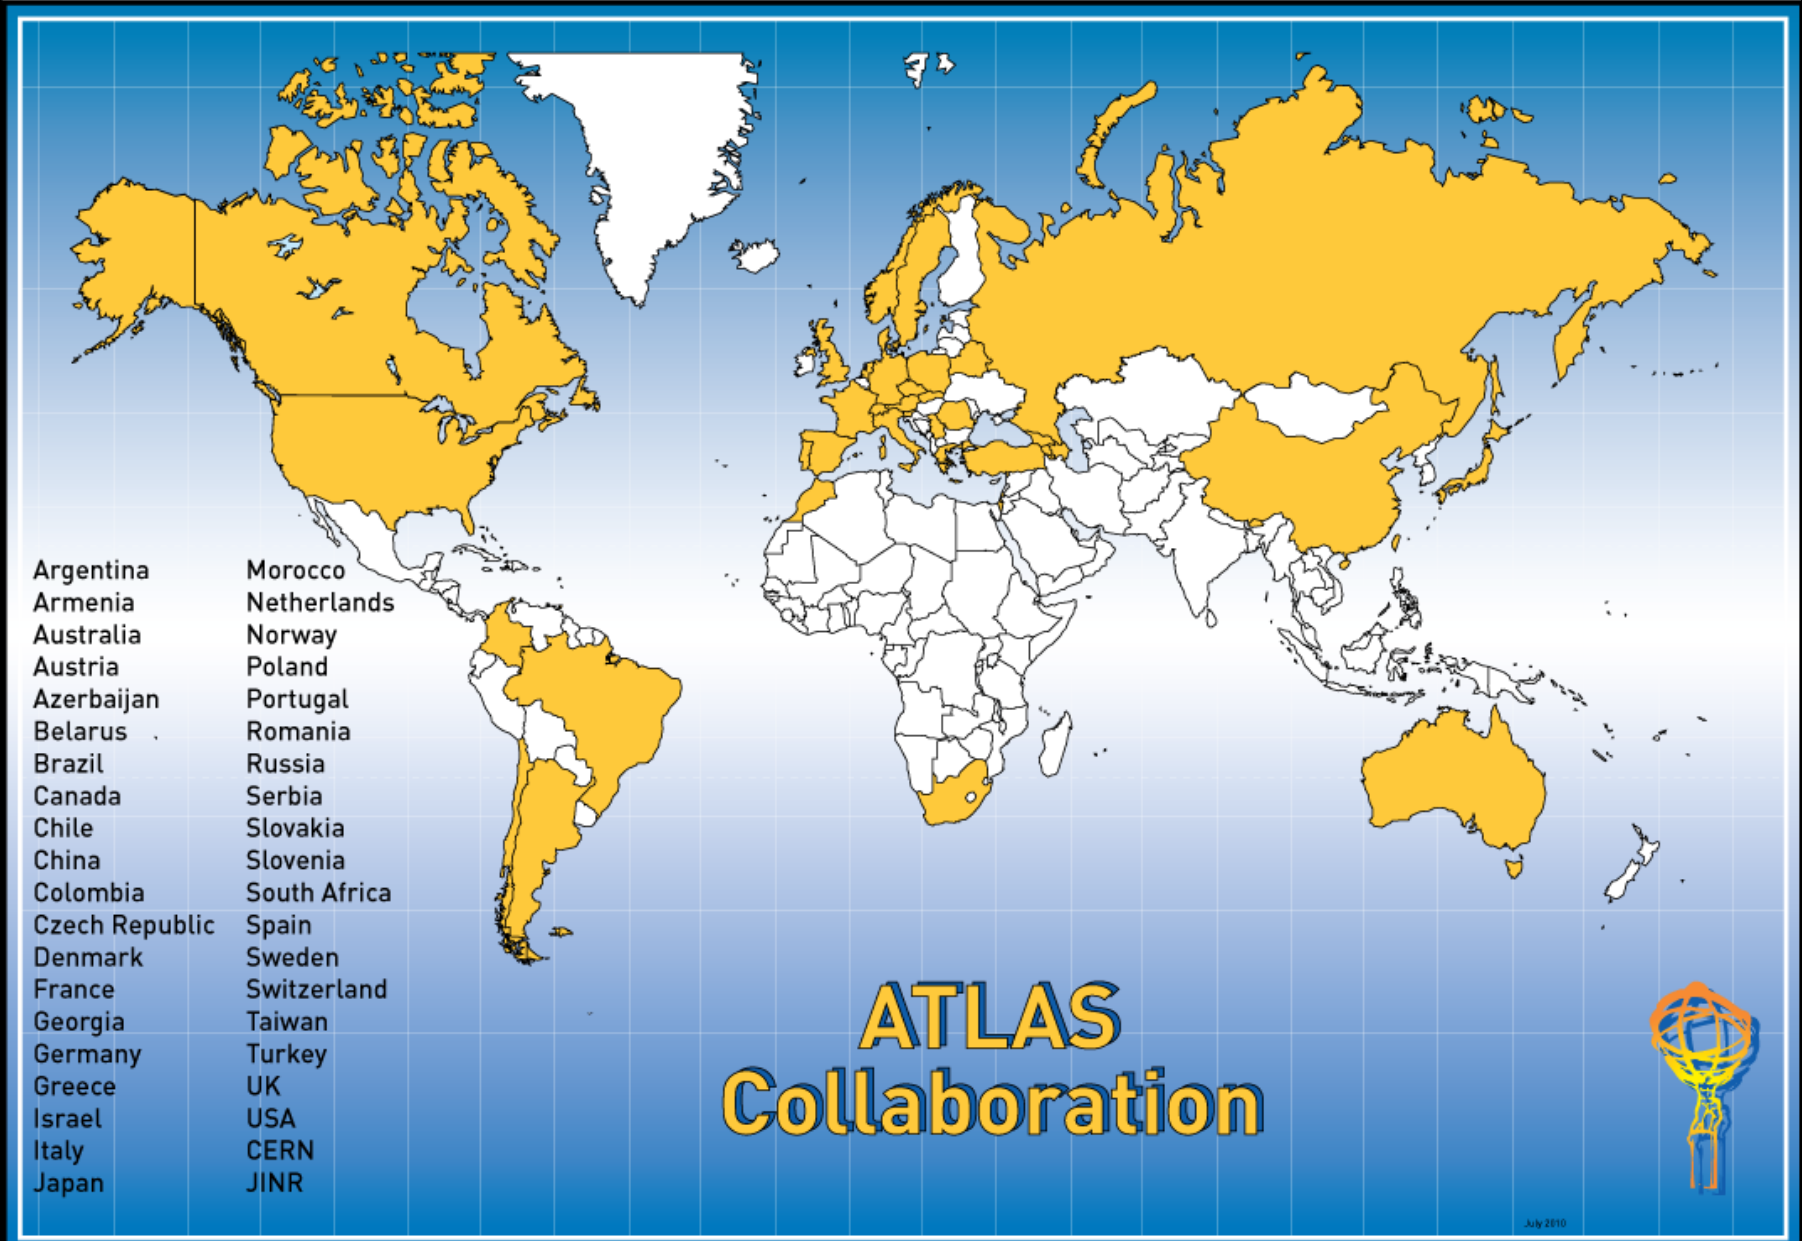 Argentina
Armenia
Australia
Austria
Azerbaijan
Belarus
Brazil
Canada
Chile
China
Colombia
Czech Republic
Denmark
France
Georgia
Germany
Greece
Israel
Italy
Japan
Morocco
Netherlands
Norway
Poland
Portugal
Romania
Russia
Serbia
Slovakia
Slovenia
South Africa
Spain
Sweden
Switzerland
Taiwan
Turkey
UK
USA
CERN
JINR
ATLAS
Collaboration
July 2010